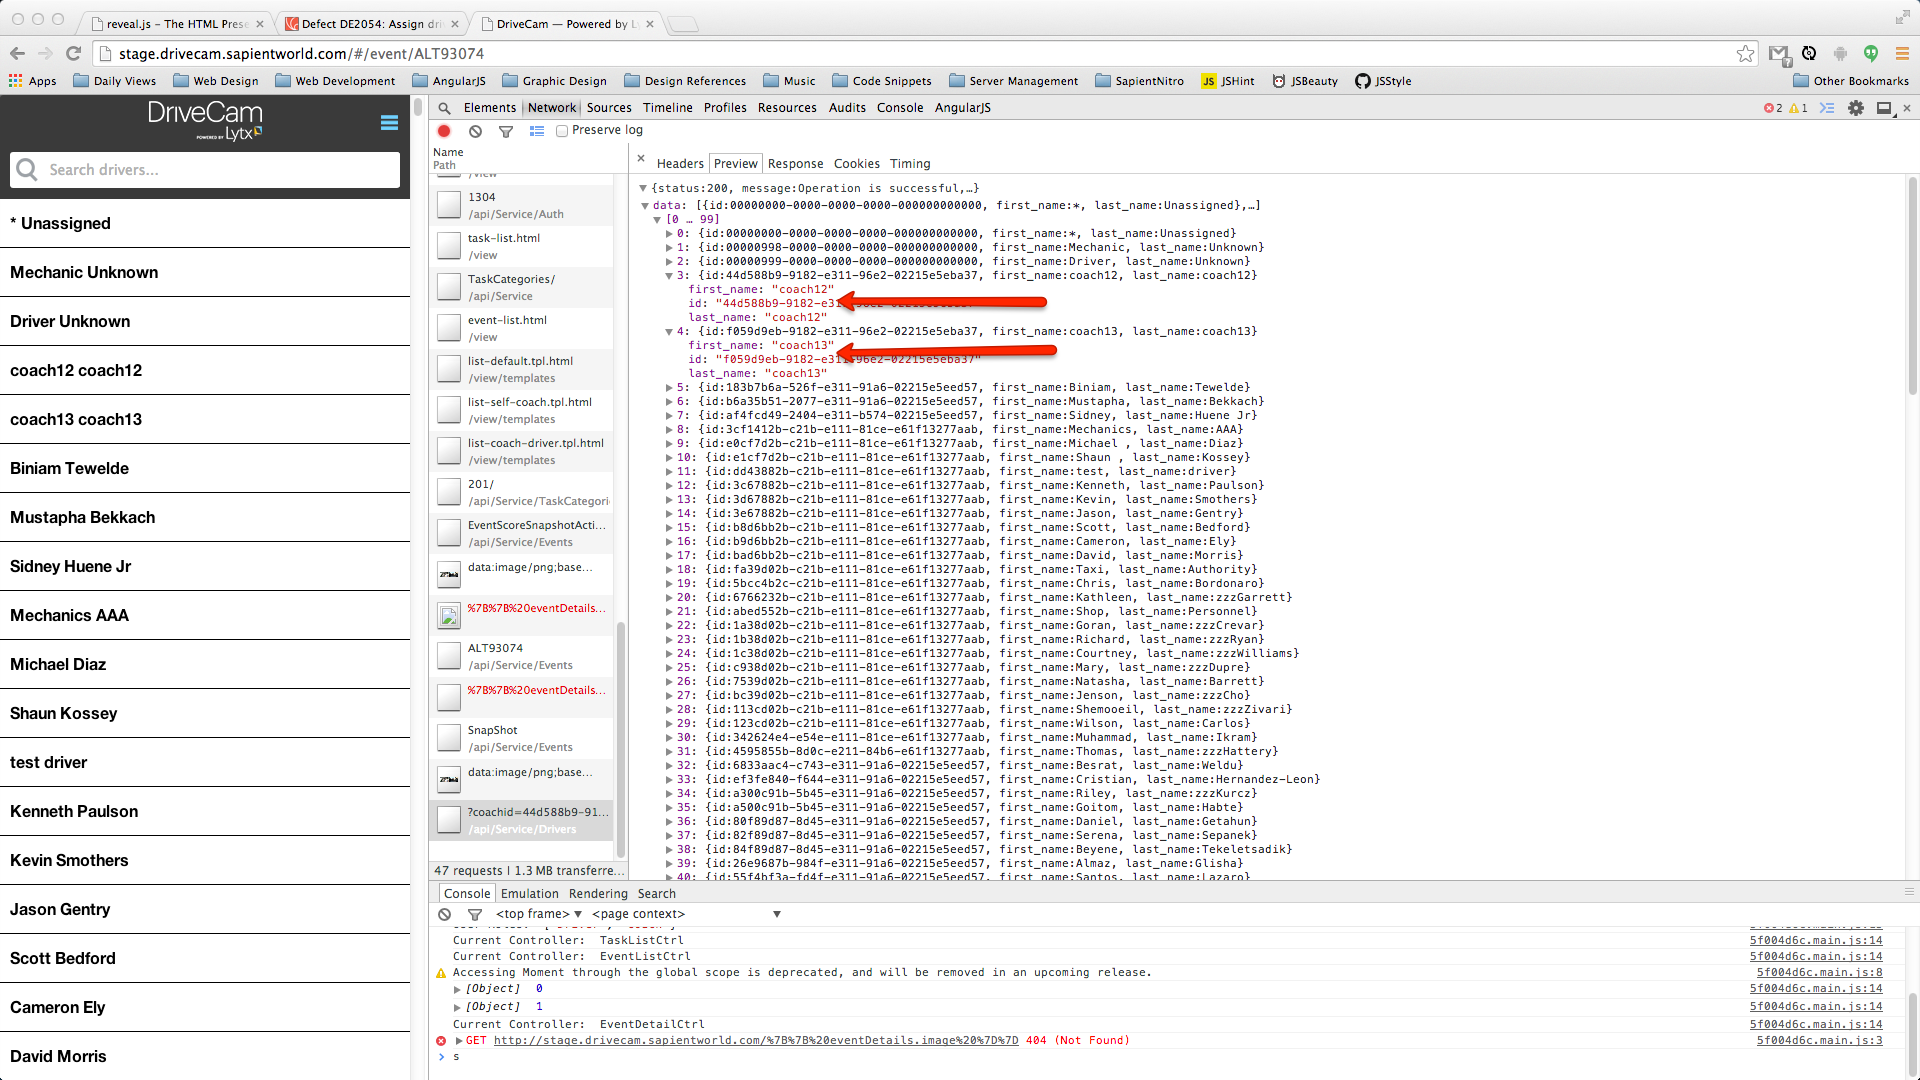 reveal.js – The HTML Prese
Defect DE2054: Assign dri
DriveCam — Powered by Ly
stage.drivecam.sapientworld.com/#/event/ALT93074
Apps Daily Views Web Design Web Development AngularJS Graphic Design Design References Music Code Snippets Server Management SapientNitro JSHint JSBeauty JSStyle Other Bookmarks
DriveCam
POWERED BY Lytx
Search drivers...
* Unassigned
Mechanic Unknown
Driver Unknown
coach12 coach12
coach13 coach13
Biniam Tewelde
Mustapha Bekkach
Sidney Huene Jr
Mechanics AAA
Michael Diaz
Shaun Kossey
test driver
Kenneth Paulson
Kevin Smothers
Jason Gentry
Scott Bedford
Cameron Ely
David Morris
Elements Network Sources Timeline Profiles Resources Audits Console AngularJS
2 1
Preserve log
Name
Path
/view
1304
/api/Service/Auth
task-list.html
/view
TaskCategories/
/api/Service
event-list.html
/view
list-default.tpl.html
/view/templates
list-self-coach.tpl.html
/view/templates
list-coach-driver.tpl.html
/view/templates
201/
/api/Service/TaskCategori
EventScoreSnapshotActi...
/api/Service/Events
data:image/png;base...
%7B%7B%20eventDetails...
ALT93074
/api/Service/Events
%7B%7B%20eventDetails...
SnapShot
/api/Service/Events
data:image/png;base...
?coachid=44d588b9-91...
/api/Service/Drivers
47 requests | 1.3 MB transferre...
Headers Preview Response Cookies Timing
{status:200, message:Operation is successful,…}
data: [{id:00000000-0000-0000-0000-000000000000, first_name:*, last_name:Unassigned},…]
[0 … 99]
0: {id:00000000-0000-0000-0000-000000000000, first_name:*, last_name:Unassigned}
1: {id:00000998-0000-0000-0000-000000000000, first_name:Mechanic, last_name:Unknown}
2: {id:00000999-0000-0000-0000-000000000000, first_name:Driver, last_name:Unknown}
3: {id:44d588b9-9182-e311-96e2-02215e5eba37, first_name:coach12, last_name:coach12}
first_name: "coach12"
id: "44d588b9-9182-e311-96e2-02215e5eba37"
last_name: "coach12"
4: {id:f059d9eb-9182-e311-96e2-02215e5eba37, first_name:coach13, last_name:coach13}
first_name: "coach13"
id: "f059d9eb-9182-e311-96e2-02215e5eba37"
last_name: "coach13"
5: {id:183b7b6a-526f-e311-91a6-02215e5eed57, first_name:Biniam, last_name:Tewelde}
6: {id:b6a35b51-2077-e311-91a6-02215e5eed57, first_name:Mustapha, last_name:Bekkach}
7: {id:af4fcd49-2404-e311-b574-02215e5eed57, first_name:Sidney, last_name:Huene Jr}
8: {id:3cf1412b-c21b-e111-81ce-e61f13277aab, first_name:Mechanics, last_name:AAA}
9: {id:e0cf7d2b-c21b-e111-81ce-e61f13277aab, first_name:Michael , last_name:Diaz}
10: {id:e1cf7d2b-c21b-e111-81ce-e61f13277aab, first_name:Shaun , last_name:Kossey}
11: {id:dd43882b-c21b-e111-81ce-e61f13277aab, first_name:test, last_name:driver}
12: {id:3c67882b-c21b-e111-81ce-e61f13277aab, first_name:Kenneth, last_name:Paulson}
13: {id:3d67882b-c21b-e111-81ce-e61f13277aab, first_name:Kevin, last_name:Smothers}
14: {id:3e67882b-c21b-e111-81ce-e61f13277aab, first_name:Jason, last_name:Gentry}
15: {id:b8d6bb2b-c21b-e111-81ce-e61f13277aab, first_name:Scott, last_name:Bedford}
16: {id:b9d6bb2b-c21b-e111-81ce-e61f13277aab, first_name:Cameron, last_name:Ely}
17: {id:bad6bb2b-c21b-e111-81ce-e61f13277aab, first_name:David, last_name:Morris}
18: {id:fa39d02b-c21b-e111-81ce-e61f13277aab, first_name:Taxi, last_name:Authority}
19: {id:5bcc4b2c-c21b-e111-81ce-e61f13277aab, first_name:Chris, last_name:Bordonaro}
20: {id:6766232b-c21b-e111-81ce-e61f13277aab, first_name:Kathleen, last_name:zzzGarrett}
21: {id:abed552b-c21b-e111-81ce-e61f13277aab, first_name:Shop, last_name:Personnel}
22: {id:1a38d02b-c21b-e111-81ce-e61f13277aab, first_name:Goran, last_name:zzzCrevar}
23: {id:1b38d02b-c21b-e111-81ce-e61f13277aab, first_name:Richard, last_name:zzzRyan}
24: {id:1c38d02b-c21b-e111-81ce-e61f13277aab, first_name:Courtney, last_name:zzzWilliams}
25: {id:c938d02b-c21b-e111-81ce-e61f13277aab, first_name:Mary, last_name:zzzDupre}
26: {id:7539d02b-c21b-e111-81ce-e61f13277aab, first_name:Natasha, last_name:Barrett}
27: {id:bc39d02b-c21b-e111-81ce-e61f13277aab, first_name:Jenson, last_name:zzzCho}
28: {id:113cd02b-c21b-e111-81ce-e61f13277aab, first_name:Shemooeil, last_name:zzzZivari}
29: {id:123cd02b-c21b-e111-81ce-e61f13277aab, first_name:Wilson, last_name:Carlos}
30: {id:342624e4-e54e-e111-81ce-e61f13277aab, first_name:Muhammad, last_name:Ikram}
31: {id:4595855b-8d0c-e211-84b6-e61f13277aab, first_name:Thomas, last_name:zzzHattery}
32: {id:6833aac4-c743-e311-91a6-02215e5eed57, first_name:Besrat, last_name:Weldu}
33: {id:ef3fe840-f644-e311-91a6-02215e5eed57, first_name:Cristian, last_name:Hernandez-Leon}
34: {id:a300c91b-5b45-e311-91a6-02215e5eed57, first_name:Riley, last_name:zzzKurcz}
35: {id:a500c91b-5b45-e311-91a6-02215e5eed57, first_name:Goitom, last_name:Habte}
36: {id:80f89d87-8d45-e311-91a6-02215e5eed57, first_name:Daniel, last_name:Getahun}
37: {id:82f89d87-8d45-e311-91a6-02215e5eed57, first_name:Serena, last_name:Sepanek}
38: {id:84f89d87-8d45-e311-91a6-02215e5eed57, first_name:Beyene, last_name:Tekeletsadik}
39: {id:26e9687b-984f-e311-91a6-02215e5eed57, first_name:Almaz, last_name:Glisha}
40: {id:55f4bf3a-fd4f-e311-91a6-02215e5eed57, first_name:Santos, last_name:Lazaro}
Console Emulation Rendering Search
<top frame> <page context>
Current Controller: TaskListCtrl 5f004d6c.main.js:14
Current Controller: EventListCtrl 5f004d6c.main.js:14
Accessing Moment through the global scope is deprecated, and will be removed in an upcoming release. 5f004d6c.main.js:8
[Object] 0 5f004d6c.main.js:14
[Object] 1 5f004d6c.main.js:14
Current Controller: EventDetailCtrl 5f004d6c.main.js:14
GET http://stage.drivecam.sapientworld.com/%7B%7B%20eventDetails.image%20%7D%7D 404 (Not Found) 5f004d6c.main.js:3
s